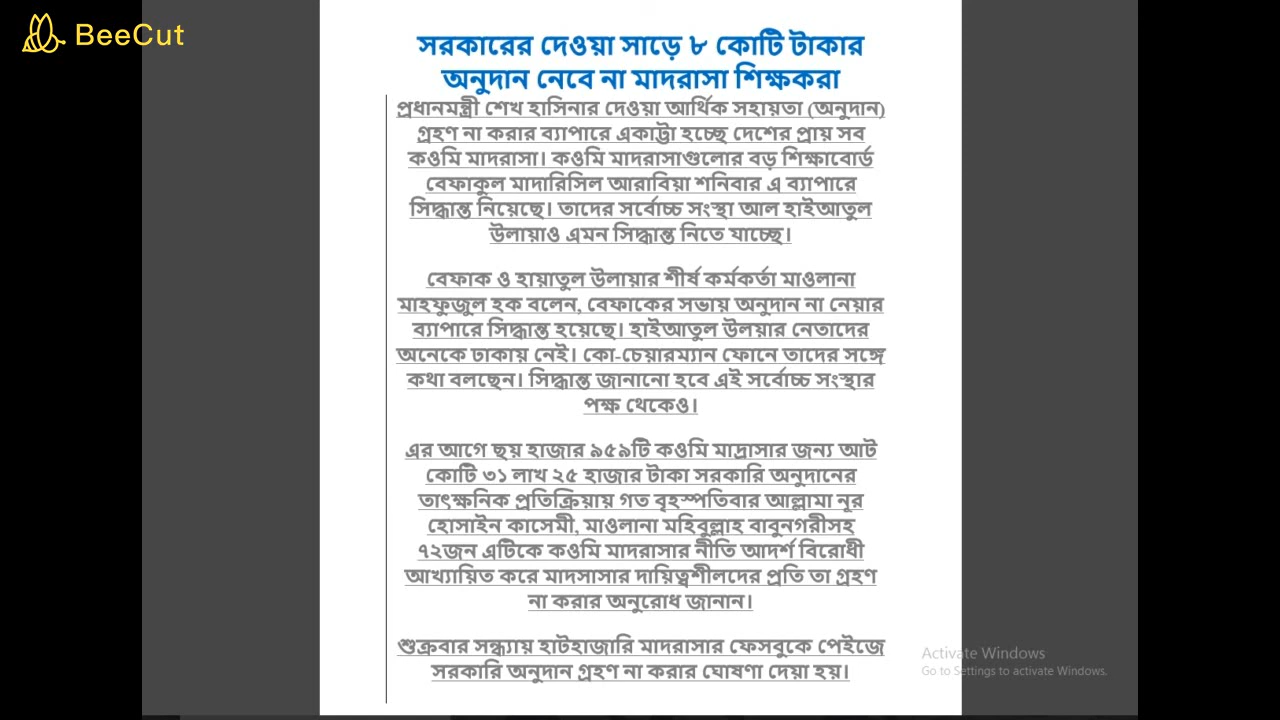 BeeCut
সরকারের দেওয়া সাড়ে ৮ কোটি টাকার
অনুদান নেবে না মাদরাসা শিক্ষকরা
প্রধানমন্ত্রী শেখ হাসিনার দেওয়া আর্থিক সহায়তা (অনুদান)
গ্রহণ না করার ব্যাপারে একাট্টা হচ্ছে দেশের প্রায় সব
কওমি মাদরাসা। কওমি মাদরাসাগুলোর বড় শিক্ষাবোর্ড
বেফাকুল মাদারিসিল আরাবিয়া শনিবার এ ব্যাপারে
সিদ্ধান্ত নিয়েছে। তাদের সর্বোচ্চ সংস্থা আল হাইআতুল
উলায়াও এমন সিদ্ধান্ত নিতে যাচ্ছে।
বেফাক ও হায়াতুল উলায়ার শীর্ষ কর্মকর্তা মাওলানা
মাহফুজুল হক বলেন, বেফাকের সভায় অনুদান না নেয়ার
ব্যাপারে সিদ্ধান্ত হয়েছে। হাইআতুল উলয়ার নেতাদের
অনেকে ঢাকায় নেই। কো-চেয়ারম্যান ফোনে তাদের সঙ্গে
কথা বলছেন। সিদ্ধান্ত জানানো হবে এই সর্বোচ্চ সংস্থার
পক্ষ থেকেও।
এর আগে ছয় হাজার ৯৫৯টি কওমি মাদ্রাসার জন্য আট
কোটি ৩১ লাখ ২৫ হাজার টাকা সরকারি অনুদানের
তাৎক্ষনিক প্রতিক্রিয়ায় গত বৃহস্পতিবার আল্লামা নূর
হোসাইন কাসেমী, মাওলানা মহিবুল্লাহ বাবুনগরীসহ
৭২জন এটিকে কওমি মাদরাসার নীতি আদর্শ বিরোধী
আখ্যায়িত করে মাদসাসার দায়িত্বশীলদের প্রতি তা গ্রহণ
না করার অনুরোধ জানান।
শুক্রবার সন্ধ্যায় হাটহাজারি মাদরাসার ফেসবুকে পেইজে
সরকারি অনুদান গ্রহণ না করার ঘোষণা দেয়া হয়।
Activate Windows
Go to Settings to activate Windows.